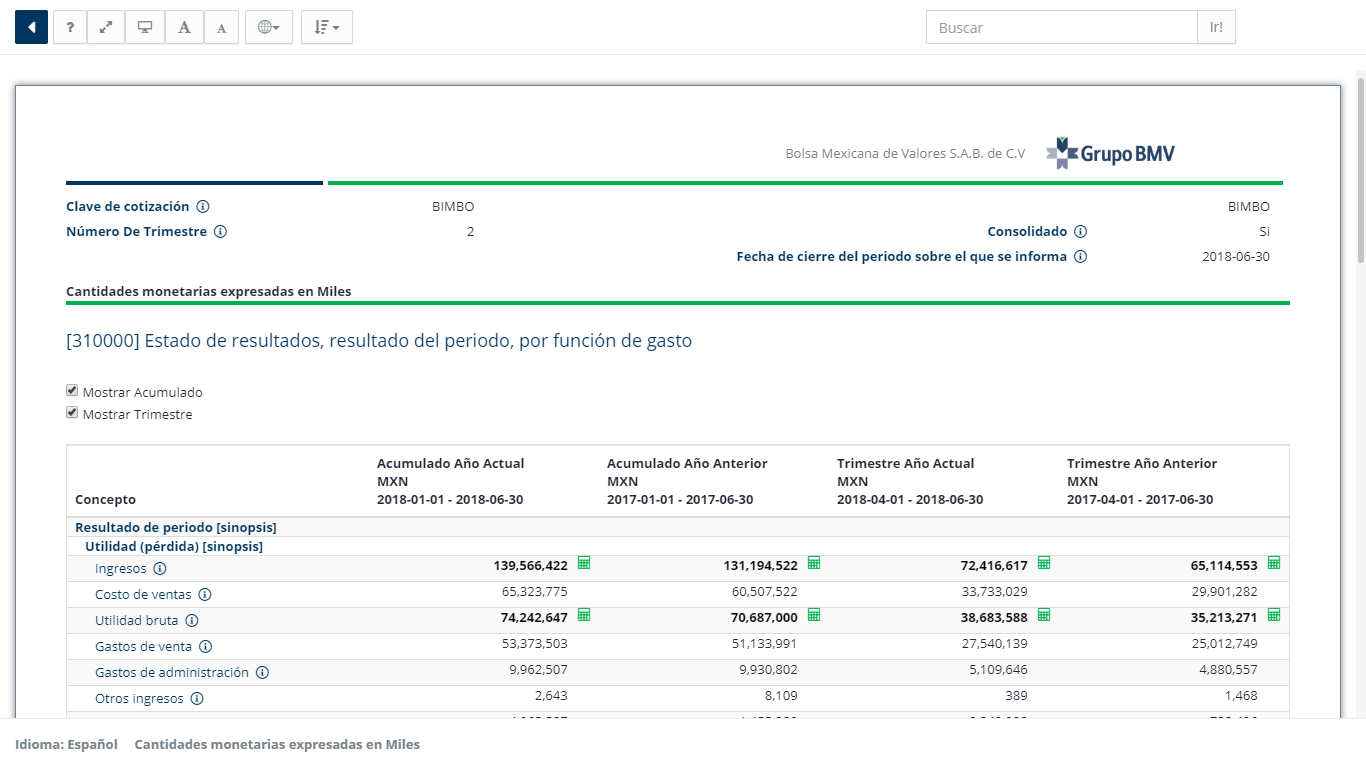 ?
A
A
Buscar
Ir!
Bolsa Mexicana de Valores S.A.B. de C.V
Grupo BMV
Clave de cotización BIMBO BIMBO
Número De Trimestre 2 Consolidado Si
Fecha de cierre del periodo sobre el que se informa 2018-06-30
Cantidades monetarias expresadas en Miles
[310000] Estado de resultados, resultado del periodo, por función de gasto
Mostrar Acumulado
Mostrar Trimestre
Acumulado Año Actual Acumulado Año Anterior Trimestre Año Actual Trimestre Año Anterior
MXN MXN MXN MXN
Concepto 2018-01-01 - 2018-06-30 2017-01-01 - 2017-06-30 2018-04-01 - 2018-06-30 2017-04-01 - 2017-06-30
Resultado de periodo [sinopsis]
Utilidad (pérdida) [sinopsis]
Ingresos 139,566,422 131,194,522 72,416,617 65,114,553
Costo de ventas 65,323,775 60,507,522 33,733,029 29,901,282
Utilidad bruta 74,242,647 70,687,000 38,683,588 35,213,271
Gastos de venta 53,373,503 51,133,991 27,540,139 25,012,749
Gastos de administración 9,962,507 9,930,802 5,109,646 4,880,557
Otros ingresos 2,643 8,109 389 1,468
Idioma: Español Cantidades monetarias expresadas en Miles